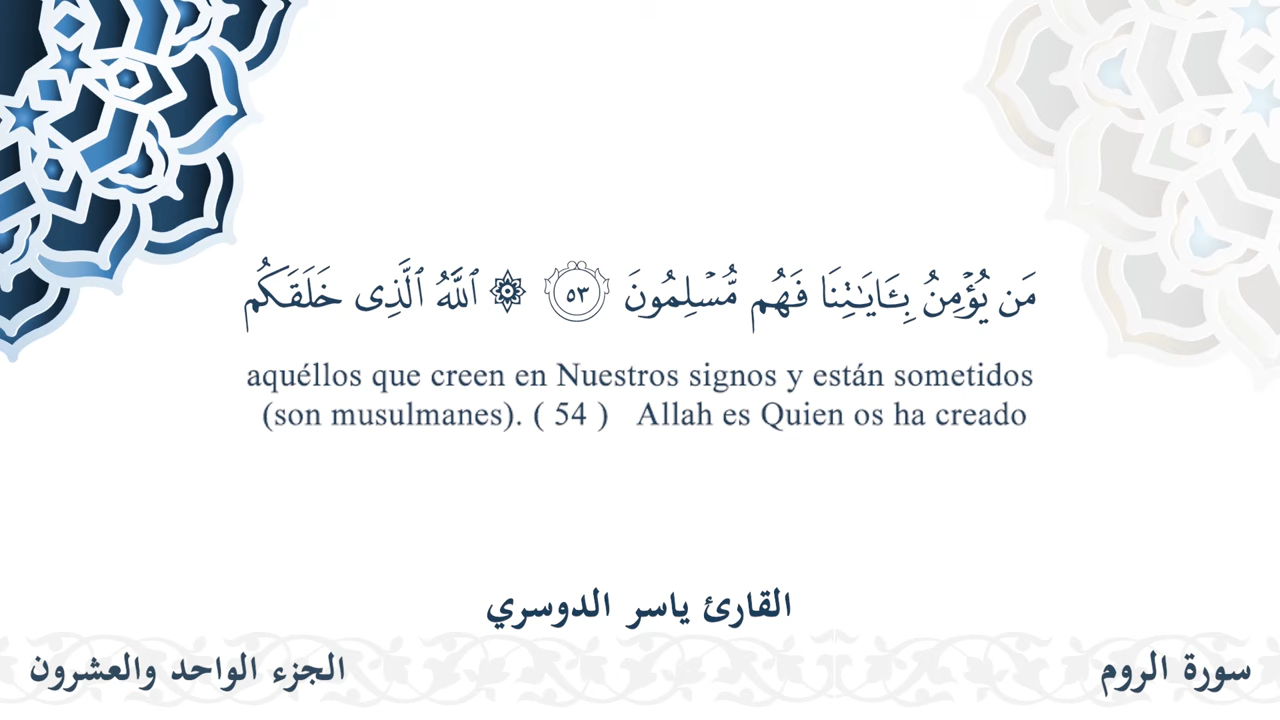 مَن يُؤْمِنُ بِـَٔايَـٰتِنَا فَهُم مُّسْلِمُونَ ٥٣ ۞ ٱللَّهُ ٱلَّذِى خَلَقَكُم
aquéllos que creen en Nuestros signos y están sometidos
(son musulmanes). ( 54 ) Allah es Quien os ha creado
القارئ ياسر الدوسري
سورة الروم
الجزء الواحد والعشرون